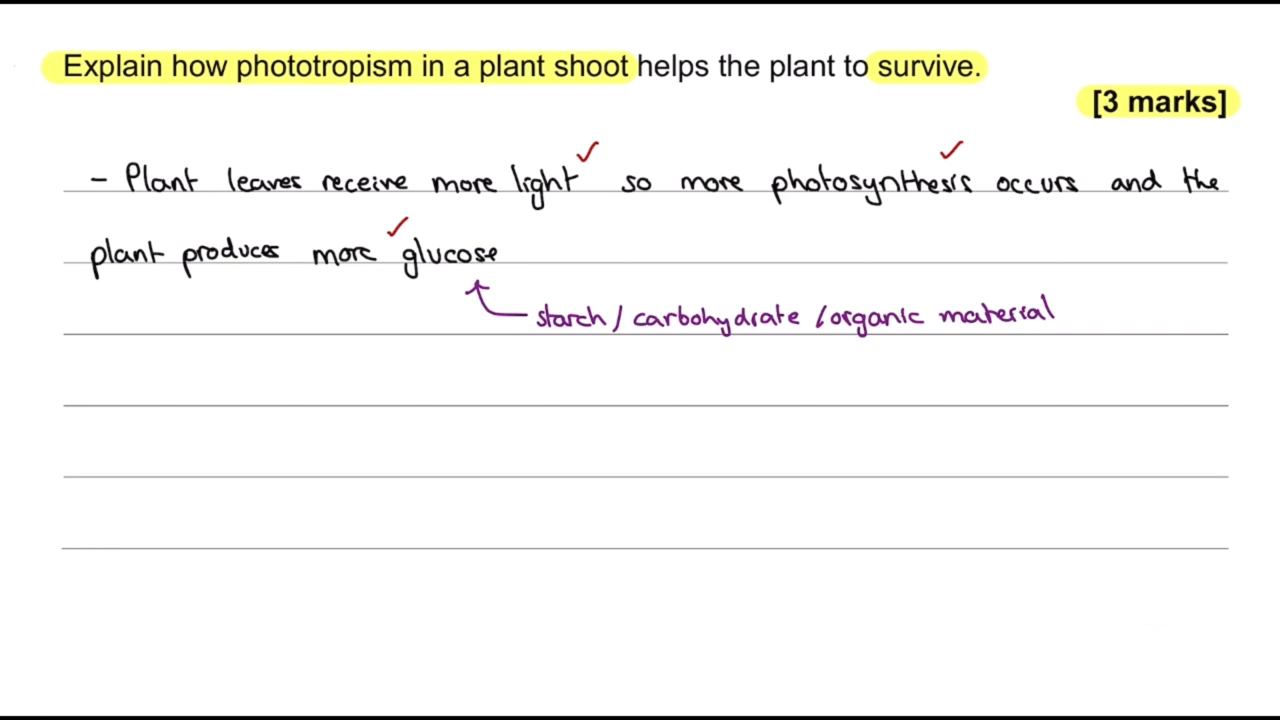 Explain how phototropism in a plant shoot helps the plant to survive.
[3 marks]
- Plant leaves receive more light so more photosynthesis occurs and the
plant produces more glucose
starch / carbohydrate / organic material